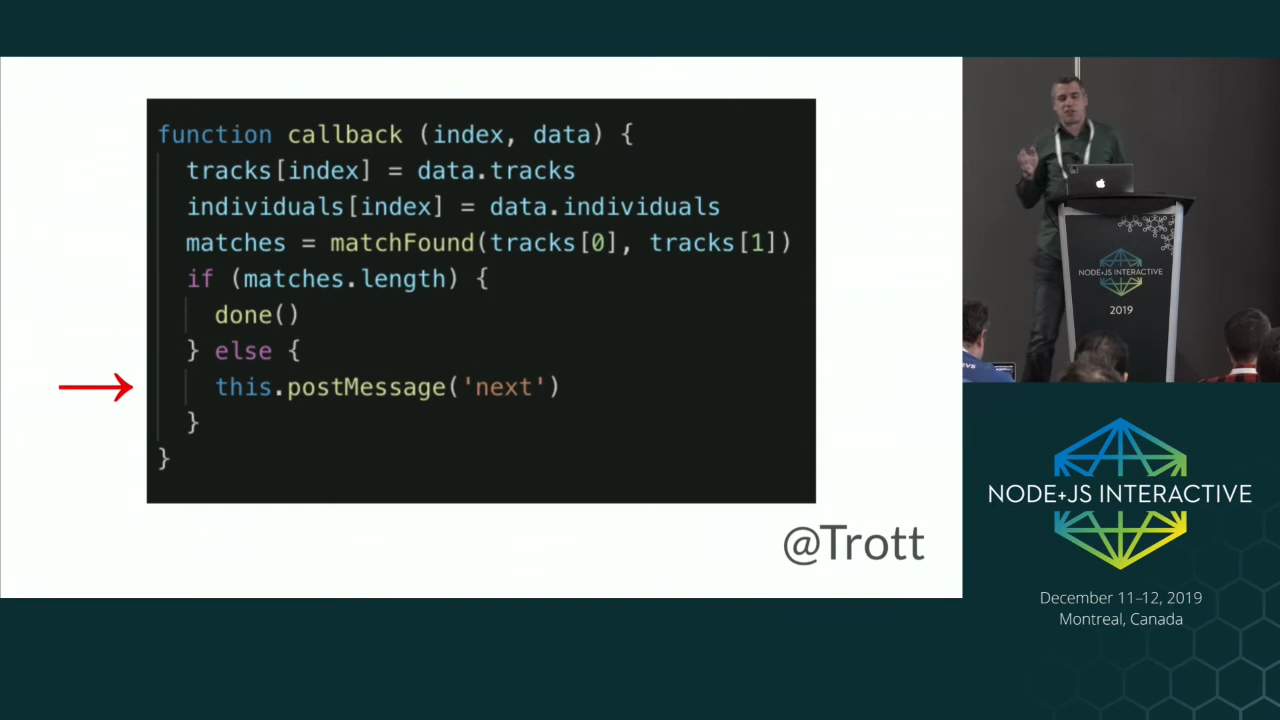 function callback (index, data) {
tracks[index] = data.tracks
individuals[index] = data.individuals
matches = matchFound(tracks[0], tracks[1])
if (matches.length) {
done()
} else {
this.postMessage('next')
}
}
@Trott
NODE+JS INTERACTIVE
2019
NODE+JS INTERACTIVE
December 11–12, 2019
Montreal, Canada